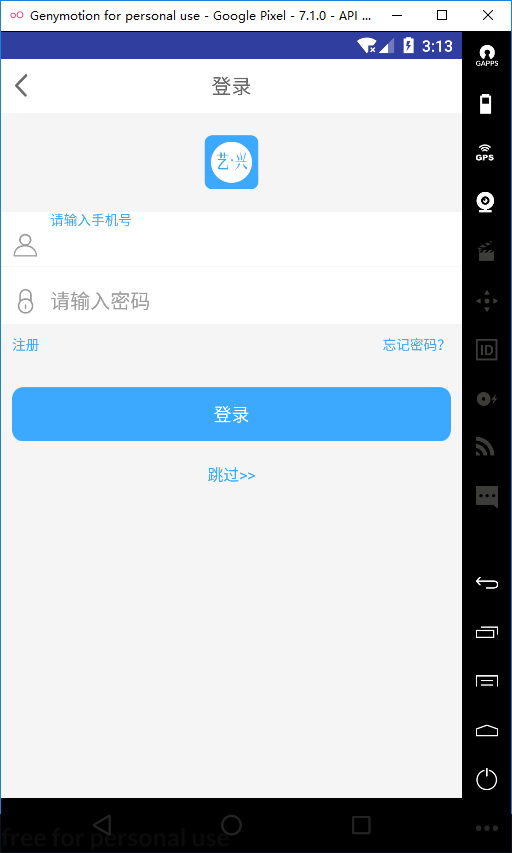 Genymotion for personal use - Google Pixel - 7.1.0 - API ...
3:13
GAPPS
登录
艺·兴
GPS
请输入手机号
请输入密码
ID
注册 忘记密码?
登录
跳过>>
free for personal use